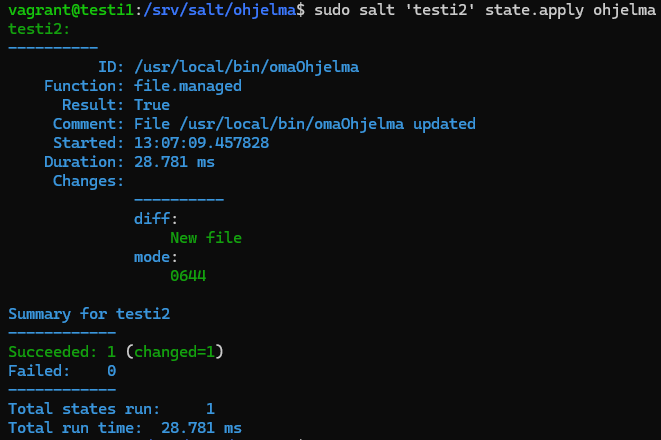 vagrant@testi1:/srv/salt/ohjelma$ sudo salt 'testi2' state.apply ohjelma
testi2:
----------
          ID: /usr/local/bin/omaOhjelma
    Function: file.managed
      Result: True
     Comment: File /usr/local/bin/omaOhjelma updated
     Started: 13:07:09.457828
    Duration: 28.781 ms
     Changes:
              ----------
              diff:
                  New file
              mode:
                  0644
Summary for testi2
------------
Succeeded: 1 (changed=1)
Failed:    0
------------
Total states run:     1
Total run time:  28.781 ms